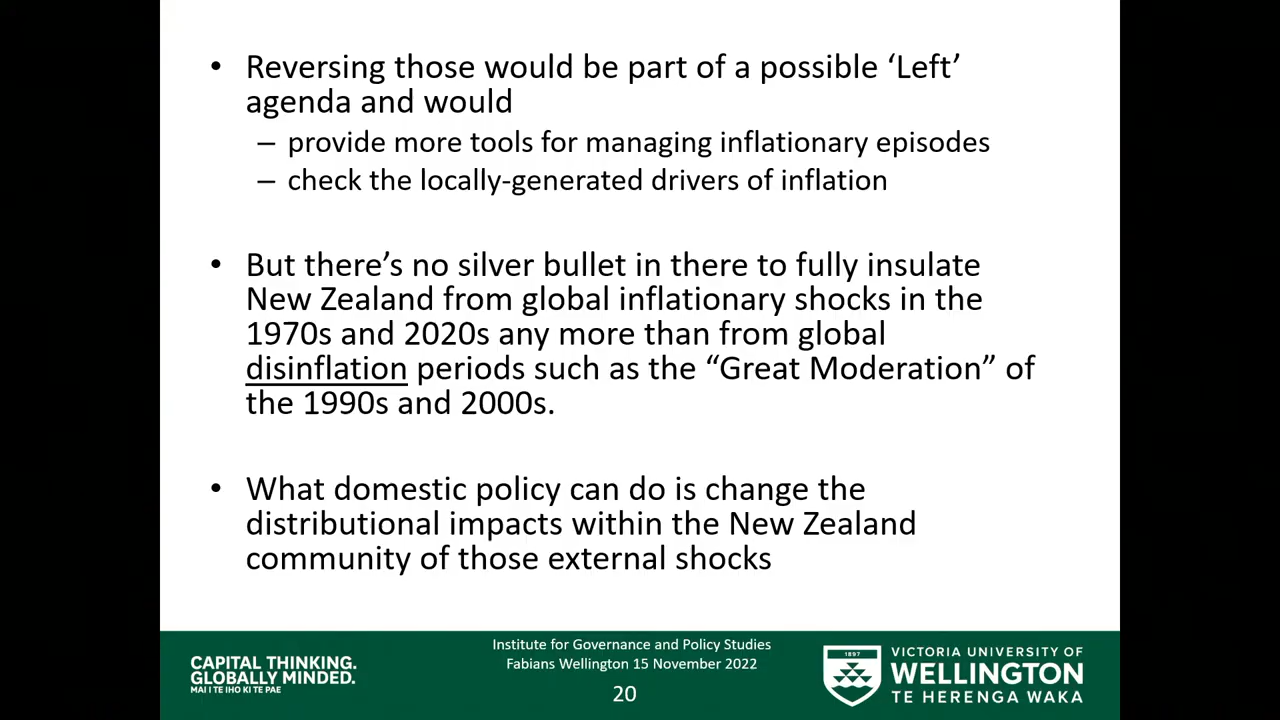 • Reversing those would be part of a possible ‘Left’
agenda and would
– provide more tools for managing inflationary episodes
– check the locally-generated drivers of inflation
• But there’s no silver bullet in there to fully insulate
New Zealand from global inflationary shocks in the
1970s and 2020s any more than from global
disinflation periods such as the “Great Moderation” of
the 1990s and 2000s.
• What domestic policy can do is change the
distributional impacts within the New Zealand
community of those external shocks
CAPITAL THINKING.
GLOBALLY MINDED.
MAI I TE IHO KI TE PAE
Institute for Governance and Policy Studies
Fabians Wellington 15 November 2022
20
1897
VICTORIA UNIVERSITY OF
WELLINGTON
TE HERENGA WAKA